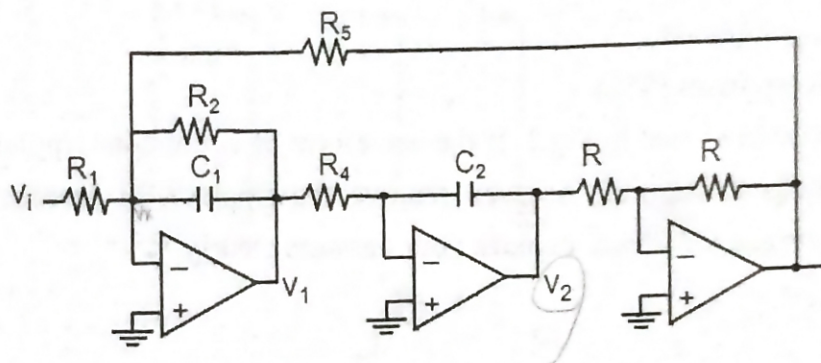 R5
R2
R1 C1 R4 C2 R R
Vi
− − −
+ + +
V1 V2